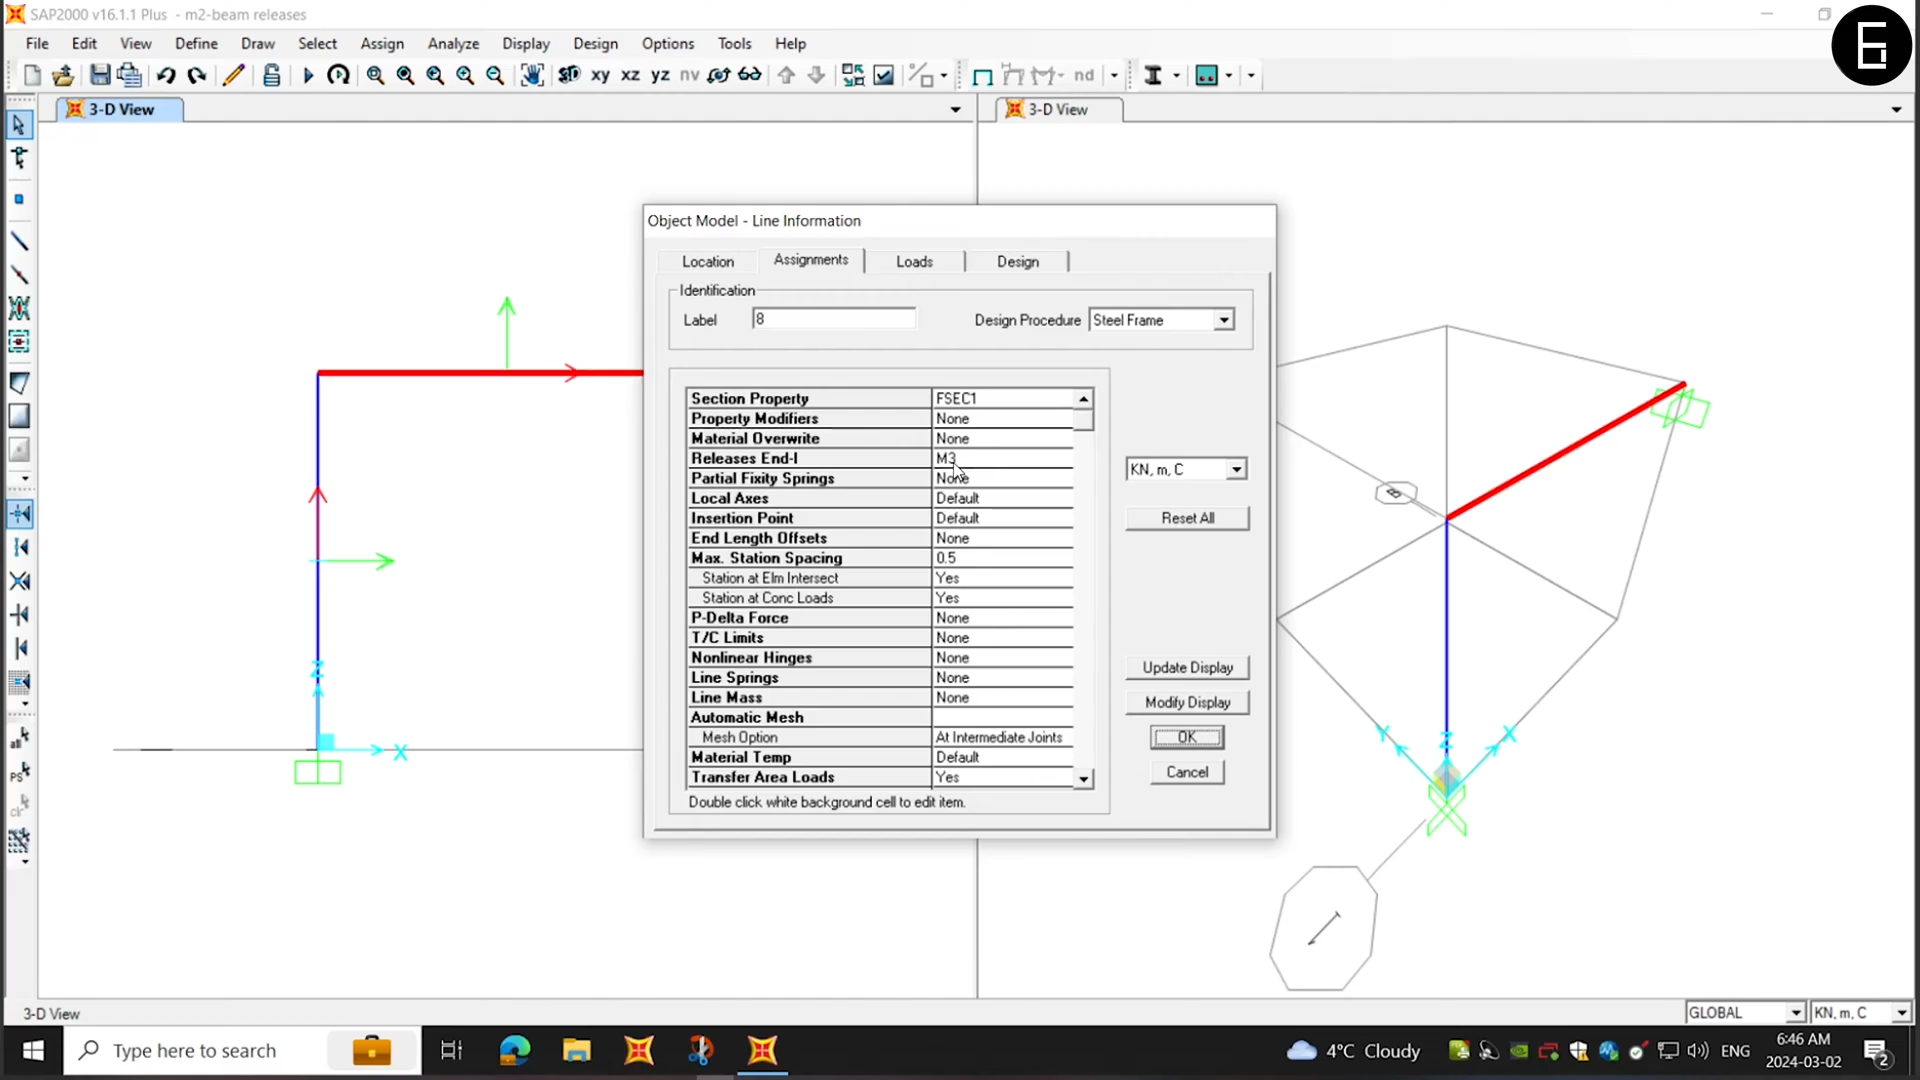 SAP2000 v16.1.1 Plus - m2-beam releases
File Edit View Define Draw Select Assign Analyze Display Design Options Tools Help
3D xy xz yz nv nd
3-D View
3-D View
Object Model - Line Information
Location Assignments Loads Design
Identification
Label 8 Design Procedure Steel Frame
Section Property FSEC1
Property Modifiers None
Material Overwrite None
Releases End-I M3
Partial Fixity Springs None
Local Axes Default
Insertion Point Default
End Length Offsets None
Max. Station Spacing 0.5
Station at Elm Intersect Yes
Station at Conc Loads Yes
P-Delta Force None
T/C Limits None
Nonlinear Hinges None
Line Springs None
Line Mass None
Automatic Mesh
Mesh Option At Intermediate Joints
Material Temp Default
Transfer Area Loads Yes
Double click white background cell to edit item.
KN, m, C
Reset All
Update Display
Modify Display
OK
Cancel
Z
X
Y Z X
all
PS
clr
3-D View
GLOBAL KN, m, C
Type here to search
4°C Cloudy
ENG
6:46 AM
2024-03-02
2